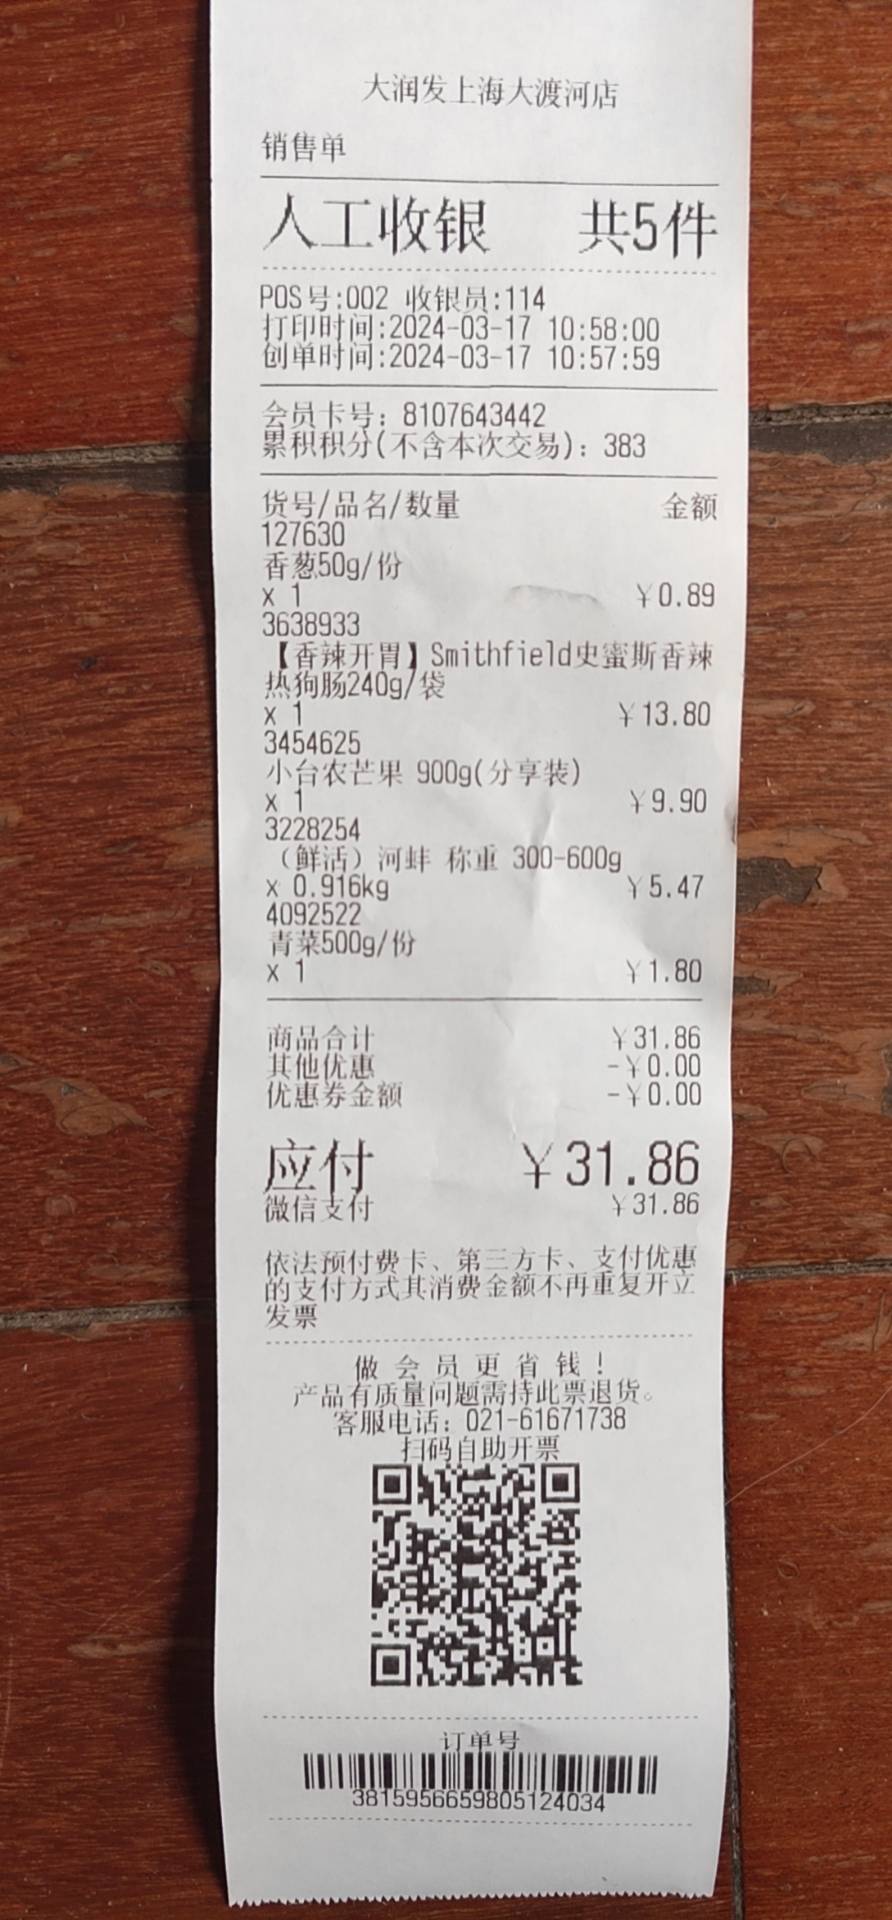 大润发上海大渡河店
销售单
人工收银 共5件
POS号:002 收银员:114
打印时间:2024-03-17 10:58:00
创单时间:2024-03-17 10:57:59
会员卡号: 8107643442
累积积分(不含本次交易): 383
货号/品名/数量 金额
127630
香葱50g/份
x 1 ¥0.89
3638933
【香辣开胃】Smithfield史蜜斯香辣
热狗肠240g/袋
x 1 ¥13.80
3454625
小台农芒果 900g(分享装)
x 1 ¥9.90
3228254
（鲜活）河蚌 称重 300-600g
x 0.916kg ¥5.47
4092522
青菜500g/份
x 1 ¥1.80
商品合计 ¥31.86
其他优惠 -¥0.00
优惠券金额 -¥0.00
应付 ¥31.86
微信支付 ¥31.86
依法预付费卡、第三方卡、支付优惠
的支付方式其消费金额不再重复开立
发票
做会员更省钱！
产品有质量问题需持此票退货。
客服电话: 021-61671738
扫码自助开票
订单号
3815956659805124034